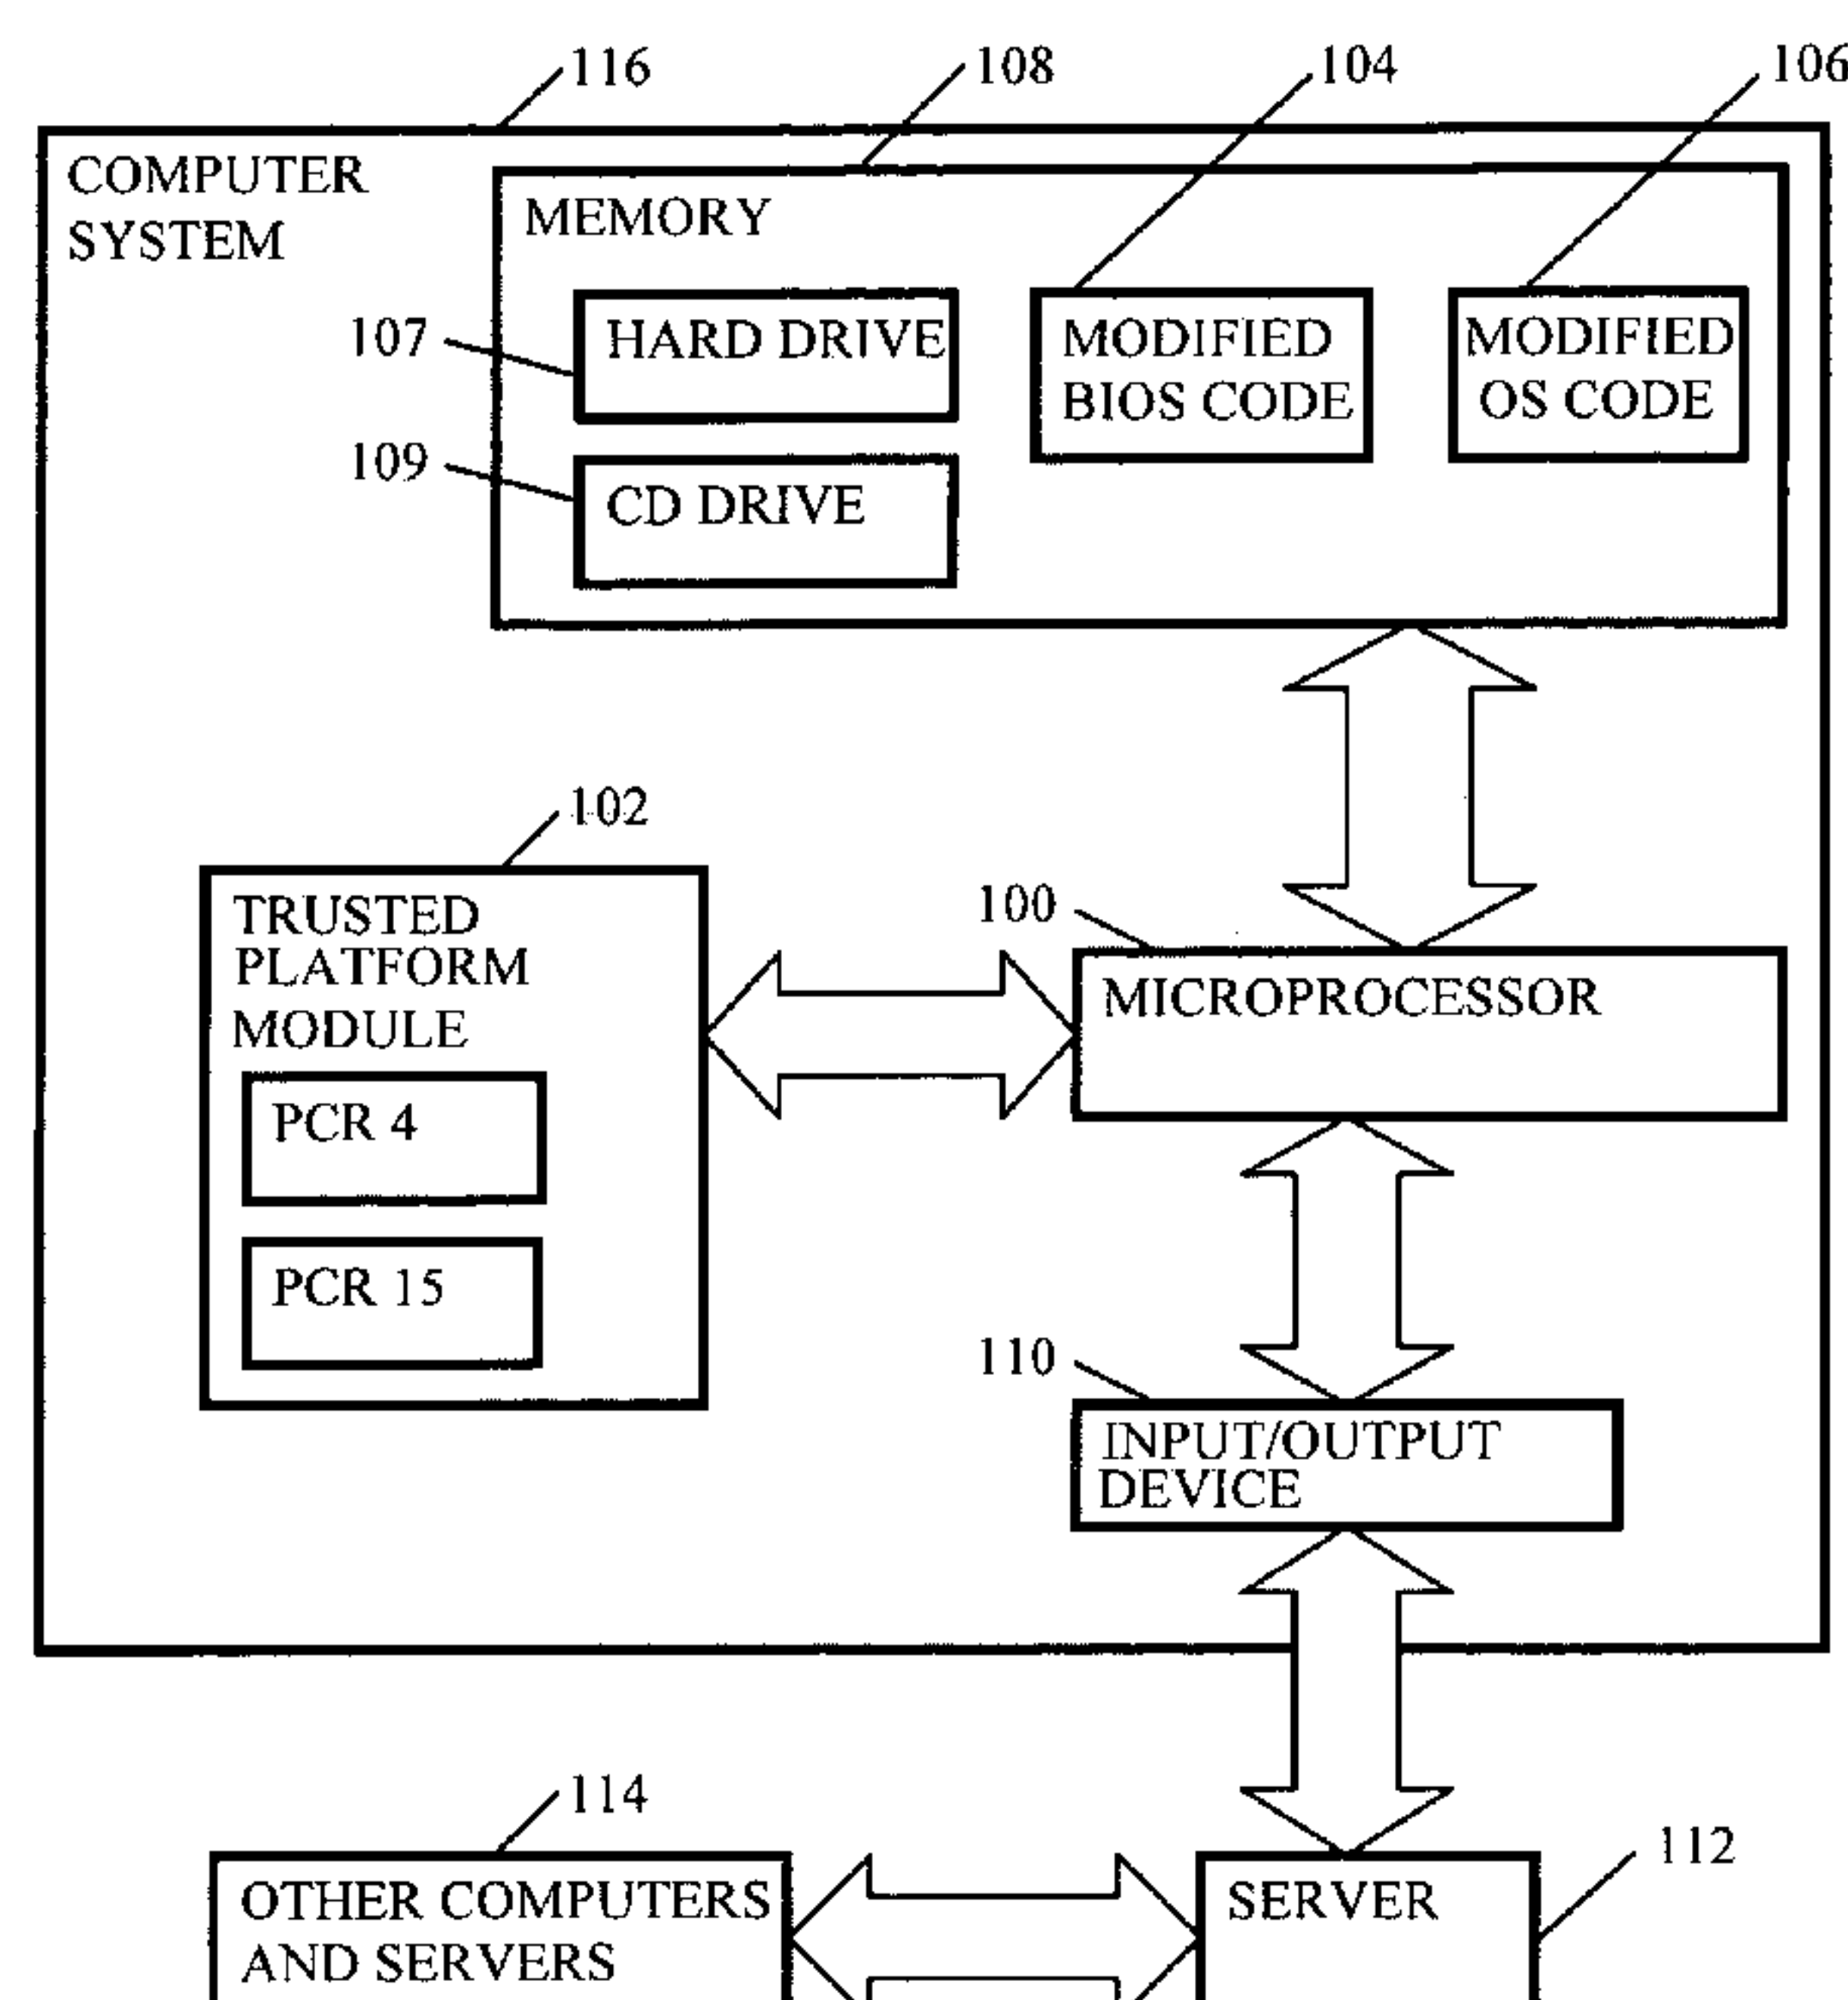 116
108
104
106
COMPUTER
SYSTEM
MEMORY
107
HARD DRIVE
MODIFIED
BIOS CODE
MODIFIED
OS CODE
109
CD DRIVE
102
TRUSTED
PLATFORM
MODULE
PCR 4
PCR 15
100
MICROPROCESSOR
110
INPUT/OUTPUT
DEVICE
114
112
OTHER COMPUTERS
AND SERVERS
SERVER